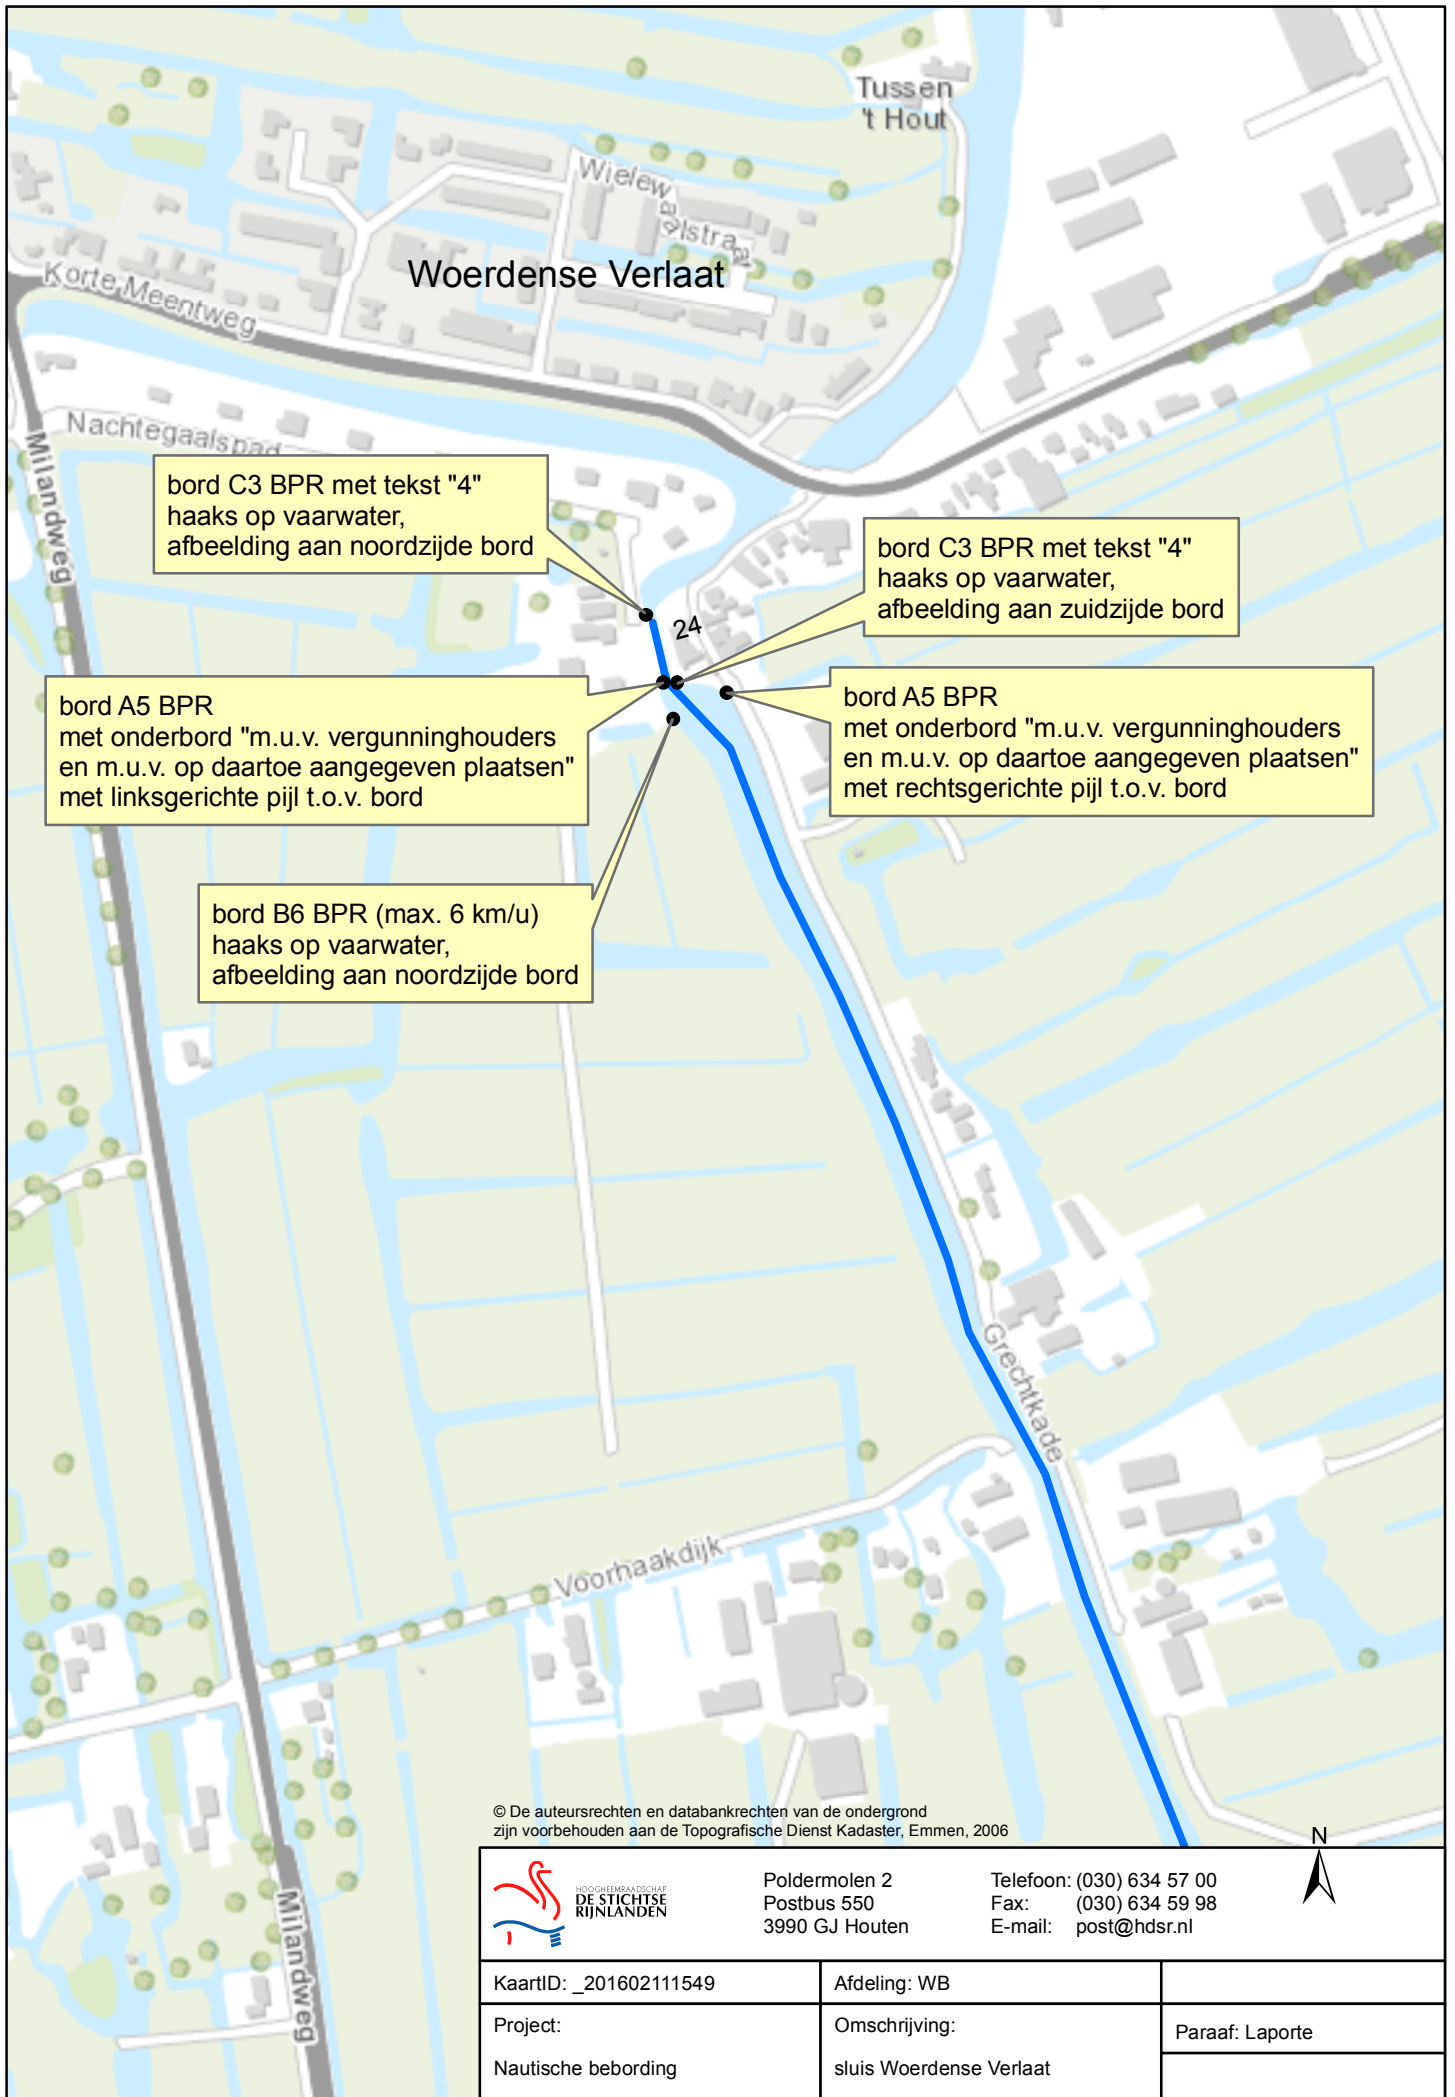 Tussen
't Hout
Wielewaalstraat
Woerdense Verlaat
Korte Meentweg
Nachtegaalspad
Milandweg
bord C3 BPR met tekst "4"
haaks op vaarwater,
afbeelding aan noordzijde bord
bord C3 BPR met tekst "4"
haaks op vaarwater,
afbeelding aan zuidzijde bord
24
bord A5 BPR
met onderbord "m.u.v. vergunninghouders
en m.u.v. op daartoe aangegeven plaatsen"
met linksgerichte pijl t.o.v. bord
bord A5 BPR
met onderbord "m.u.v. vergunninghouders
en m.u.v. op daartoe aangegeven plaatsen"
met rechtsgerichte pijl t.o.v. bord
bord B6 BPR (max. 6 km/u)
haaks op vaarwater,
afbeelding aan noordzijde bord
Grechtkade
Voorhaakdijk
Milandweg
© De auteursrechten en databankrechten van de ondergrond
zijn voorbehouden aan de Topografische Dienst Kadaster, Emmen, 2006
N
HOOGHEEMRAADSCHAP
DE STICHTSE
RIJNLANDEN
Poldermolen 2
Postbus 550
3990 GJ Houten
Telefoon: (030) 634 57 00
Fax: (030) 634 59 98
E-mail: post@hdsr.nl
KaartID: _201602111549
Afdeling: WB
Project:
Nautische bebording
Omschrijving:
sluis Woerdense Verlaat
Paraaf: Laporte